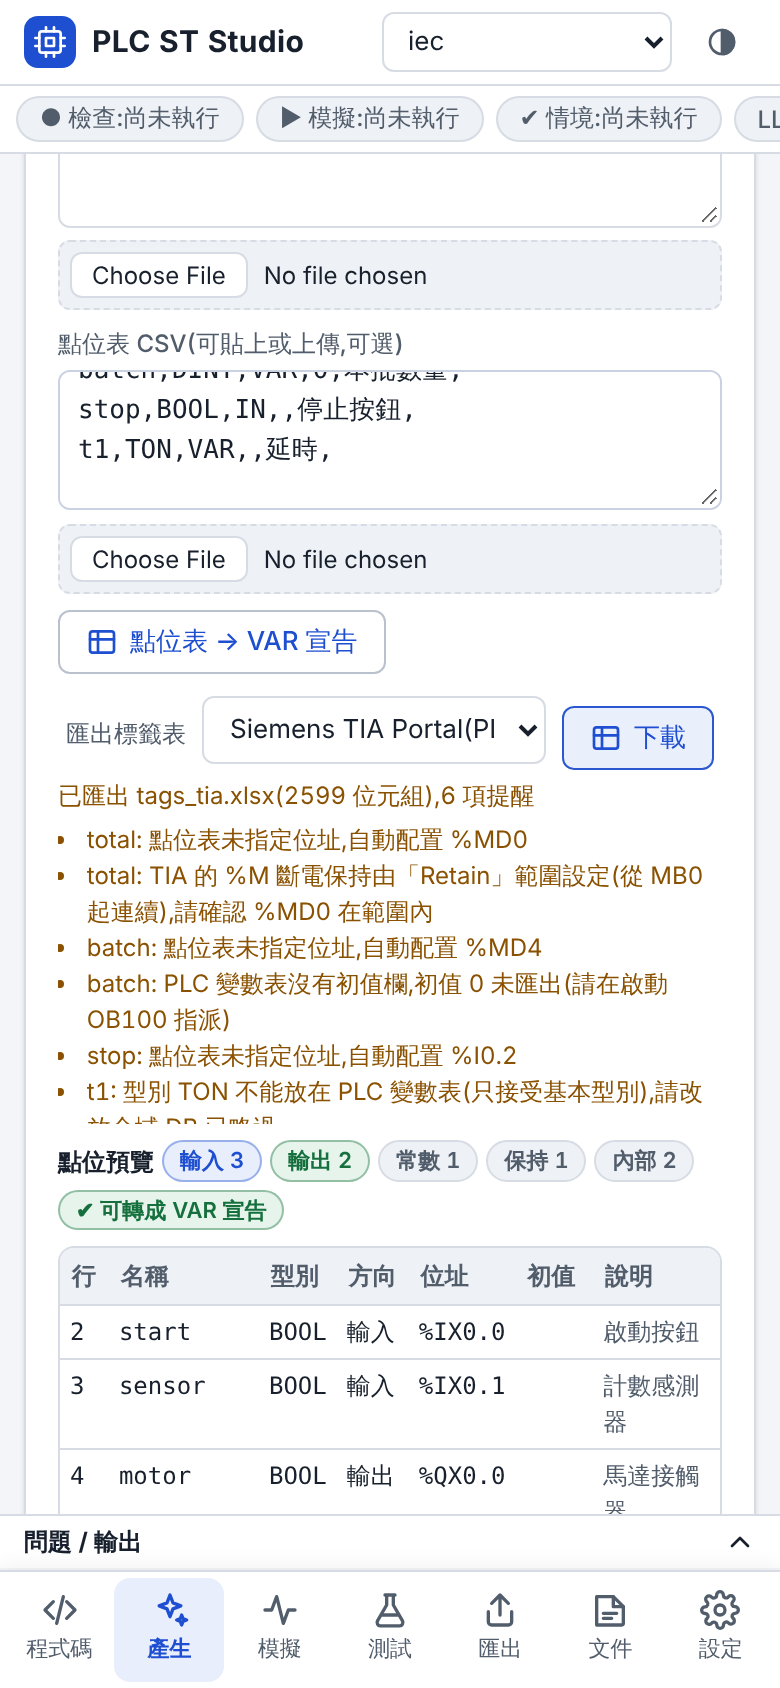 PLC ST Studio
iec
● 檢查:尚未執行
▶ 模擬:尚未執行
✔ 情境:尚未執行
Choose File No file chosen
點位表 CSV(可貼上或上傳,可選)
batch,DINT,VAR,0,本批數量,
stop,BOOL,IN,,停止按鈕,
t1,TON,VAR,,延時,
Choose File No file chosen
點位表 → VAR 宣告
匯出標籤表 Siemens TIA Portal(Pl 下載
已匯出 tags_tia.xlsx(2599 位元組),6 項提醒
total: 點位表未指定位址,自動配置 %MD0
total: TIA 的 %M 斷電保持由「Retain」範圍設定(從 MB0
起連續),請確認 %MD0 在範圍內
batch: 點位表未指定位址,自動配置 %MD4
batch: PLC 變數表沒有初值欄,初值 0 未匯出(請在啟動
OB100 指派)
stop: 點位表未指定位址,自動配置 %I0.2
t1: 型別 TON 不能放在 PLC 變數表(只接受基本型別),請改
點位預覽 輸入 3 輸出 2 常數 1 保持 1 內部 2
✔ 可轉成 VAR 宣告
行 名稱 型別 方向 位址 初值 說明
2 start BOOL 輸入 %IX0.0 啟動按鈕
3 sensor BOOL 輸入 %IX0.1 計數感測
器
4 motor BOOL 輸出 %QX0.0 馬達接觸
器
問題 / 輸出
程式碼 產生 模擬 測試 匯出 文件 設定